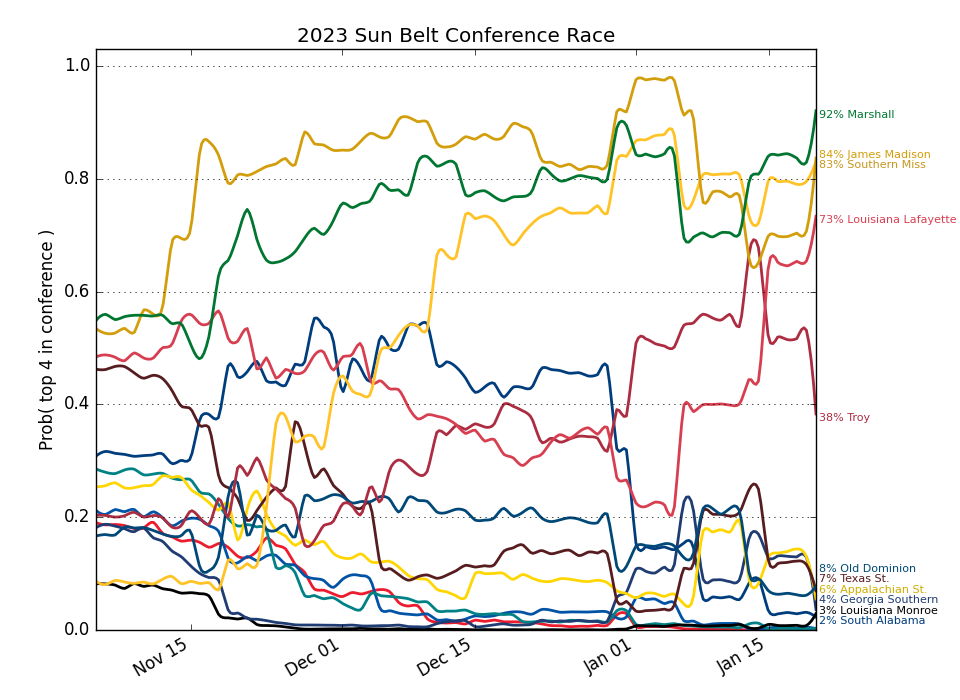 2023 Sun Belt Conference Race
Prob( top 4 in conference )
1.0
0.8
0.6
0.4
0.2
0.0
Nov 15
Dec 01
Dec 15
Jan 01
Jan 15
92% Marshall
84% James Madison
83% Southern Miss
73% Louisiana Lafayette
38% Troy
8% Old Dominion
7% Texas St.
6% Appalachian St.
4% Georgia Southern
3% Louisiana Monroe
2% South Alabama